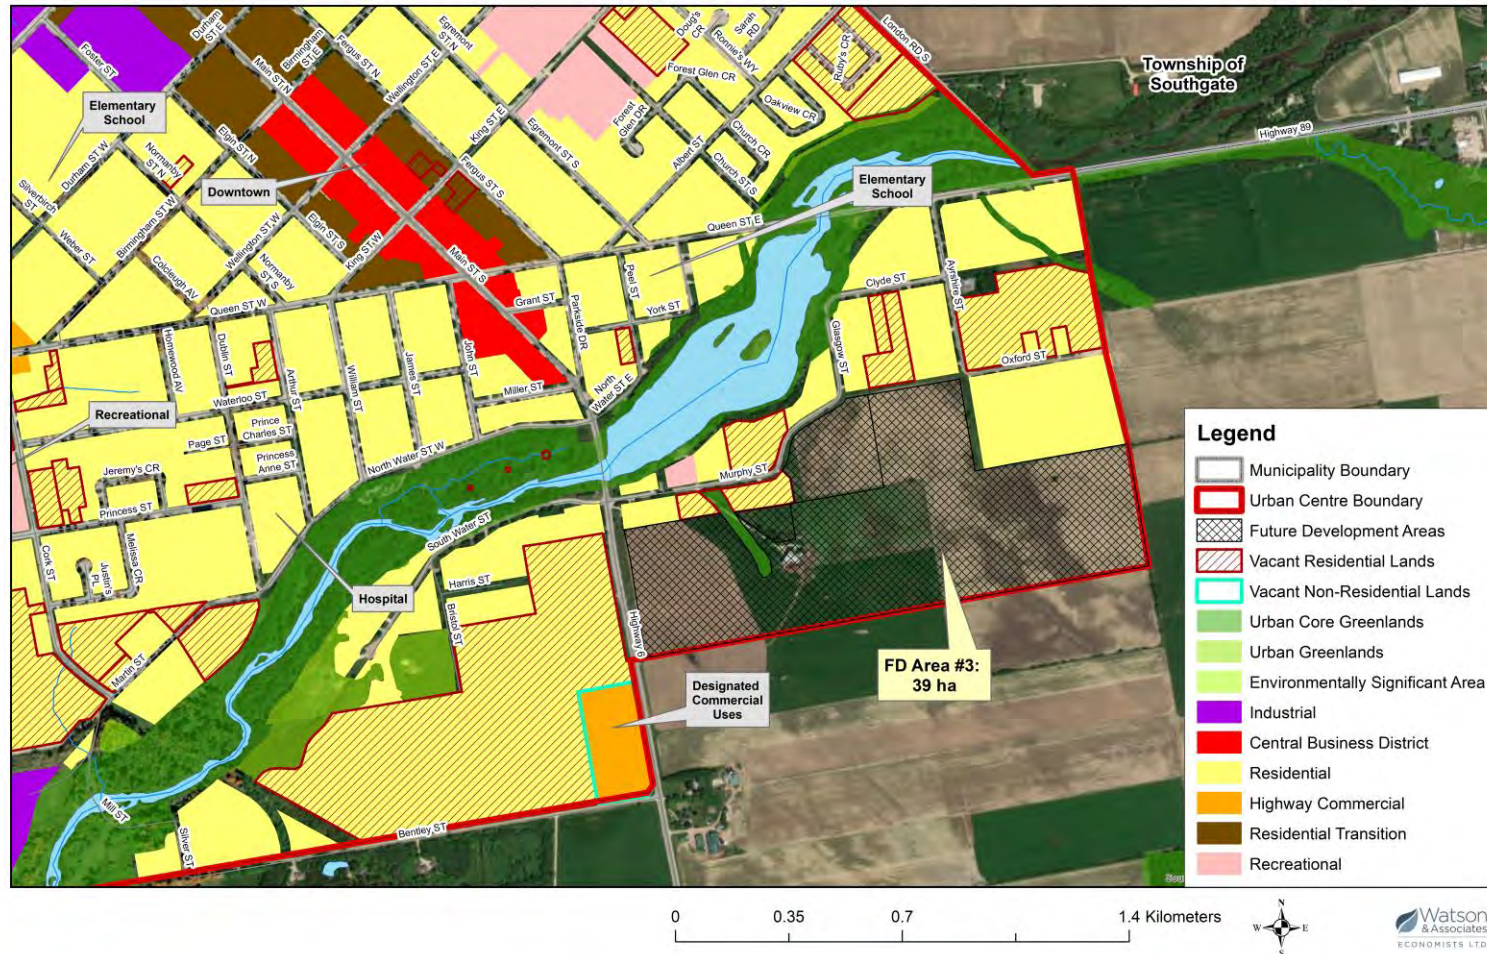 Foster ST
Durham
ST E
Main ST N
Birmingham
ST E
Fergus ST N
Wellington ST E
Egremont
ST N
Doug's
CR
Sarah
RD
Ronnie's WY
Ruby's CR
London RD S
Township of
Southgate
Highway 89
Elementary
School
Forest Glen CR
Oakview CR
Forest
Glen DR
King ST E
Egremont ST S
Albert ST
Church CR
Church ST S
Durham ST W
Normanby
ST N
Elgin ST N
Downtown
Fergus ST S
Elementary
School
Silverbirch
ST
Weber ST
Birmingham ST W
Colcleugh AV
Wellington ST W
Normanby
ST S
Elgin ST S
King ST W
Main ST S
Queen ST E
Queen ST W
Grant ST
Parkside DR
Peel ST
York ST
Clyde ST
Ayrshire ST
Glasgow ST
Oxford ST
Homewood AV
Dublin ST
Arthur ST
William ST
James ST
John ST
Miller ST
North
Water ST E
Recreational
Waterloo ST
Page ST
Prince
Charles ST
Princess
Anne ST
Jeremy's CR
Princess ST
North Water ST W
Murphy ST
Cork ST
Justin's
PL
Melissa CR
Hospital
South Water ST
Harris ST
Bristol ST
Highway 6
FD Area #3:
39 ha
Designated
Commercial
Uses
Martin ST
Mill ST
Silver ST
Bentley ST
Legend
Municipality Boundary
Urban Centre Boundary
Future Development Areas
Vacant Residential Lands
Vacant Non-Residential Lands
Urban Core Greenlands
Urban Greenlands
Environmentally Significant Area
Industrial
Central Business District
Residential
Highway Commercial
Residential Transition
Recreational
0 0.35 0.7 1.4 Kilometers
N
W E
S
Watson
& Associates
ECONOMISTS LTD